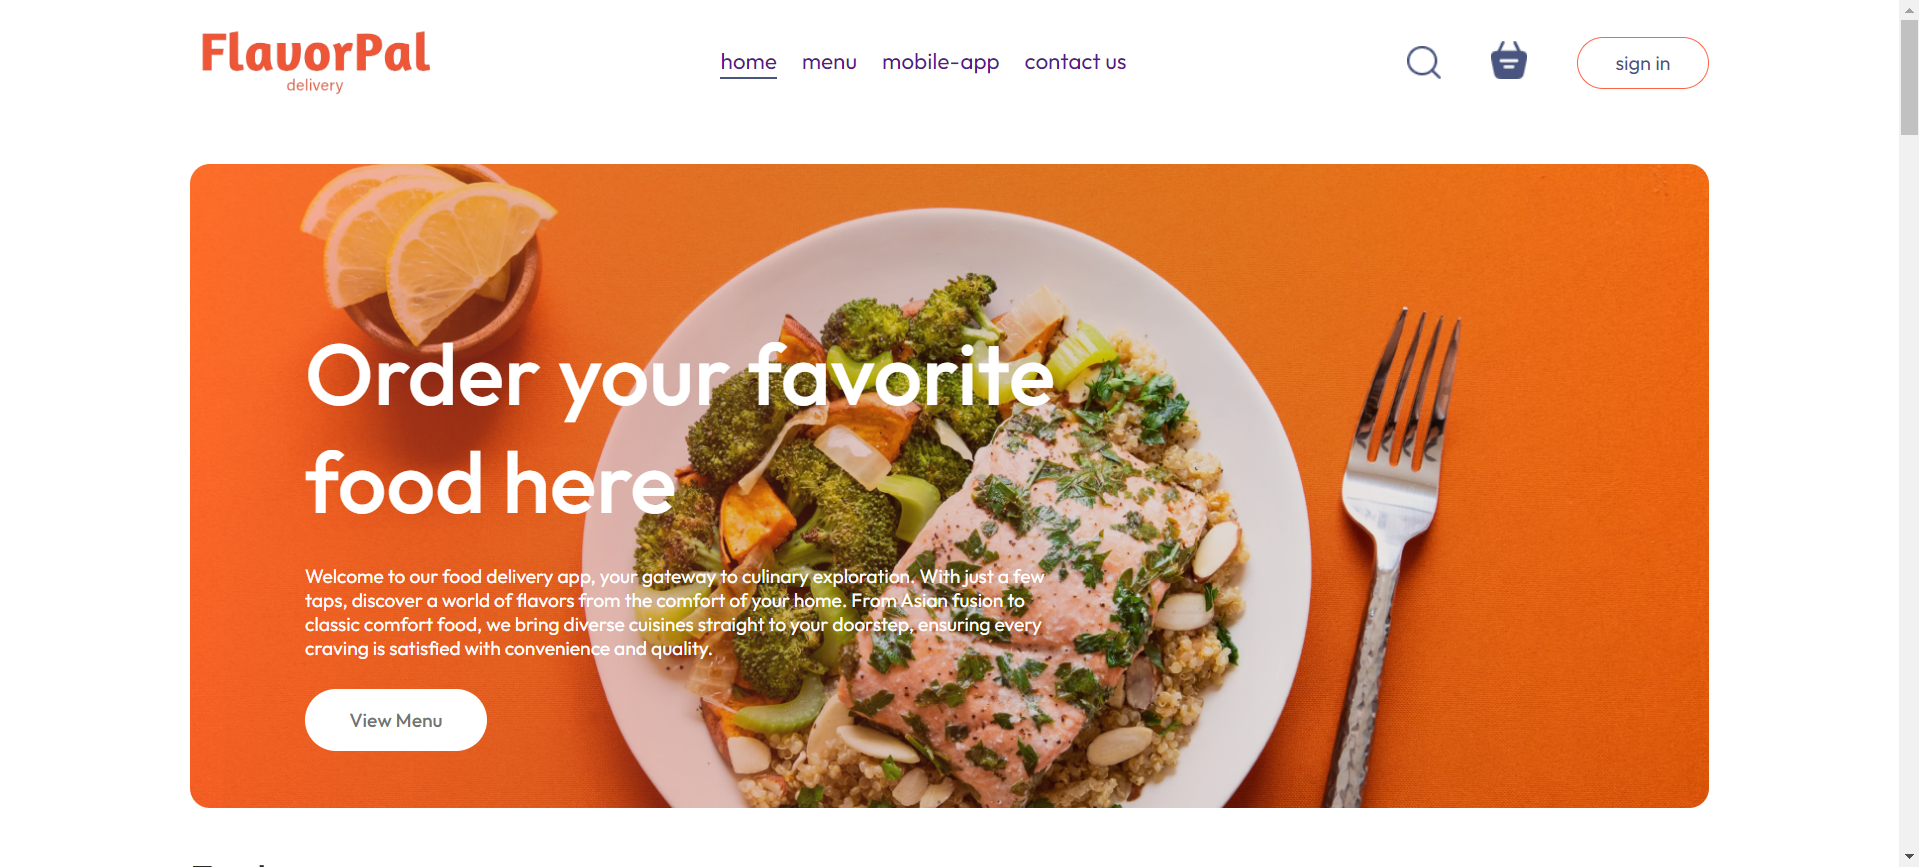 FlavorPal
delivery
home menu mobile-app contact us
sign in
Order your favorite
food here
Welcome to our food delivery app, your gateway to culinary exploration. With just a few
taps, discover a world of flavors from the comfort of your home. From Asian fusion to
classic comfort food, we bring diverse cuisines straight to your doorstep, ensuring every
craving is satisfied with convenience and quality.
View Menu